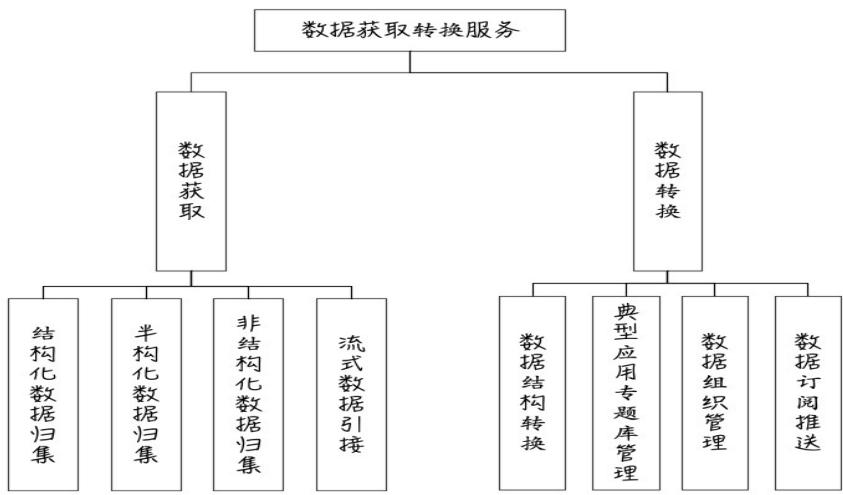 数据获取转换服务
数据获取
数据转换
结构化数据归集
半构化数据归集
非结构化数据归集
流式数据引接
数据结构转换
典型应用专题库管理
数据组织管理
数据订阅推送